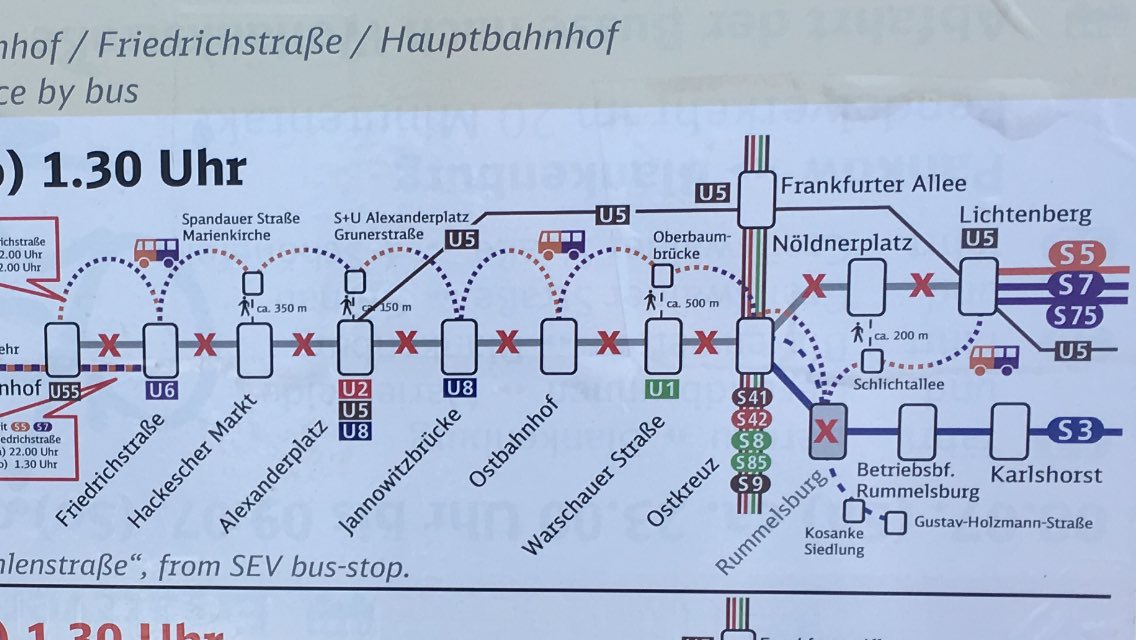 nhof / Friedrichstraße / Hauptbahnhof
ce by bus
) 1.30 Uhr
Spandauer Straße
Marienkirche
S+U Alexanderplatz
Grunerstraße
U5
U5
U5
Frankfurter Allee
Lichtenberg
U5
Nöldnerplatz
Oberbaum-
brücke
S5
S7
S75
U5
richstraße
2.00 Uhr
2.00 Uhr
ca. 350 m
ca. 150 m
ca. 500 m
ca. 200 m
Schlichtallee
X X X X X X X X X
ehr
nhof U55
U6
U2
U5
U8
U8
U1
S41
S42
S8
S85
S9
X
S3
it S5 S7
edrichstraße
) 22.00 Uhr
) 1.30 Uhr
Friedrichstraße
Hackescher Markt
Alexanderplatz
Jannowitzbrücke
Ostbahnhof
Warschauer Straße
Ostkreuz
Rummelsburg
Betriebsbf.
Rummelsburg
Karlshorst
Kosanke
Siedlung
Gustav-Holzmann-Straße
hlenstraße“, from SEV bus-stop.
) 1.30 Uhr